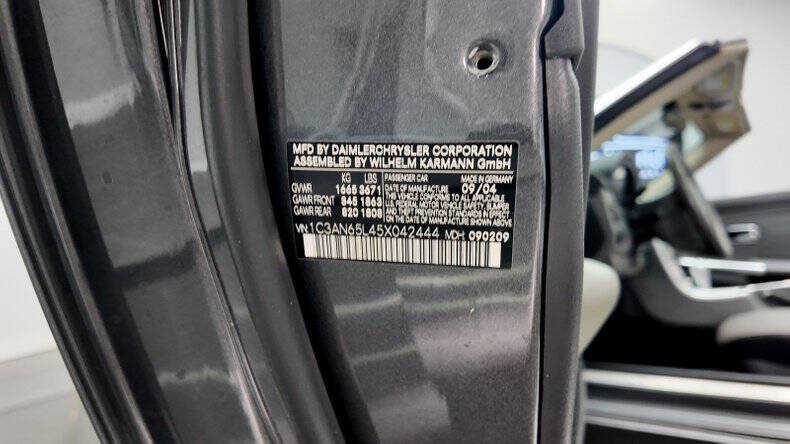 MFD BY DAIMLERCHRYSLER CORPORATION
ASSEMBLED BY WILHELM KARMANN GmbH
KG LBS PASSENGER CAR MADE IN GERMANY
GVWR 1665 3671 DATE OF MANUFACTURE 09/04
GAWR FRONT 845 1863 THIS VEHICLE CONFORMS TO ALL APPLICABLE
U.S. FEDERAL MOTOR VEHICLE SAFETY, BUMPER
GAWR REAR 820 1808 AND THEFT PREVENTION STANDARDS IN EFFECT
ON THE DATE OF MANUFACTURE SHOWN ABOVE
VIN: 1C3AN65L45X042444 MDH: 090209